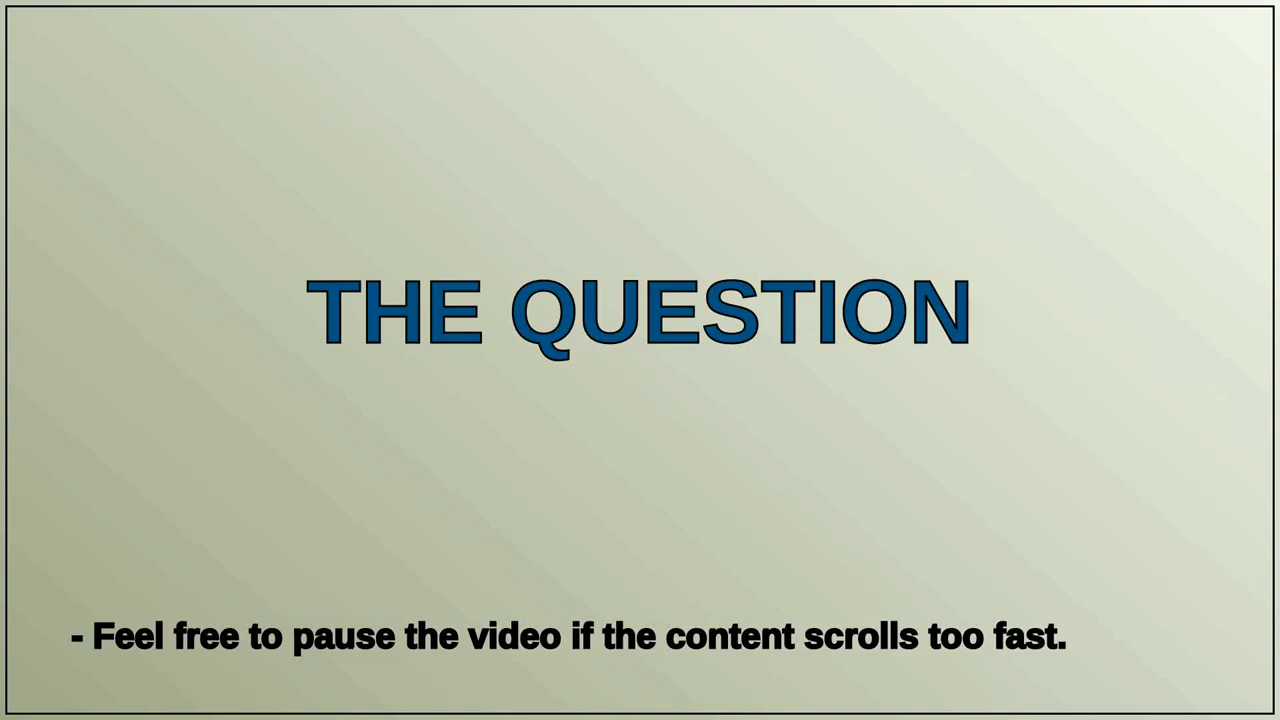 THE QUESTION
- Feel free to pause the video if the content scrolls too fast.